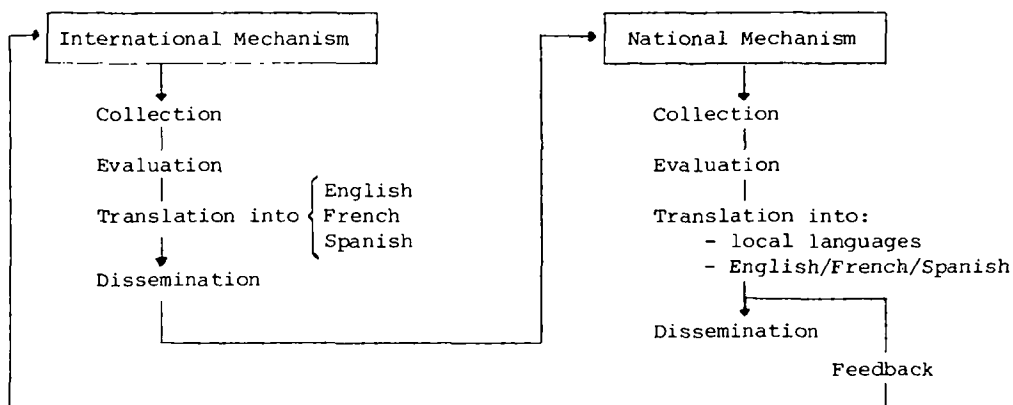 International Mechanism
Collection
Evaluation
Translation into
English
French
Spanish
Dissemination
National Mechanism
Collection
Evaluation
Translation into:
- local languages
- English/French/Spanish
Dissemination
Feedback